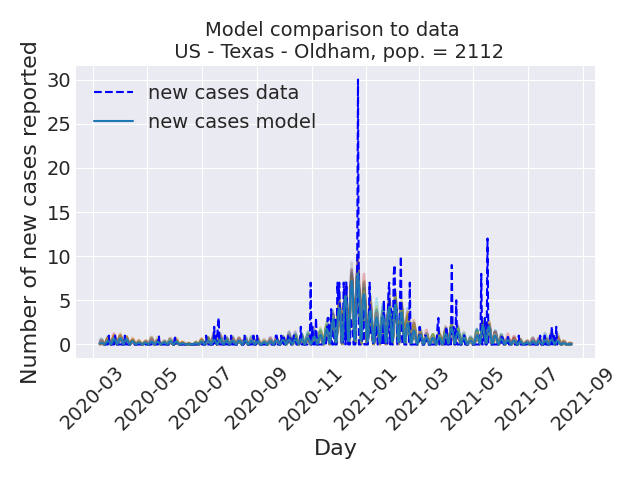 Model comparison to data
US - Texas - Oldham, pop. = 2112
Number of new cases reported
30
25
20
15
10
5
0
new cases data
new cases model
2020-03
2020-05
2020-07
2020-09
2020-11
2021-01
2021-03
2021-05
2021-07
2021-09
Day